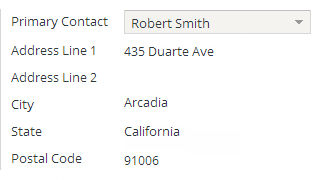 Primary Contact Robert Smith
Address Line 1 435 Duarte Ave
Address Line 2
City Arcadia
State California
Postal Code 91006